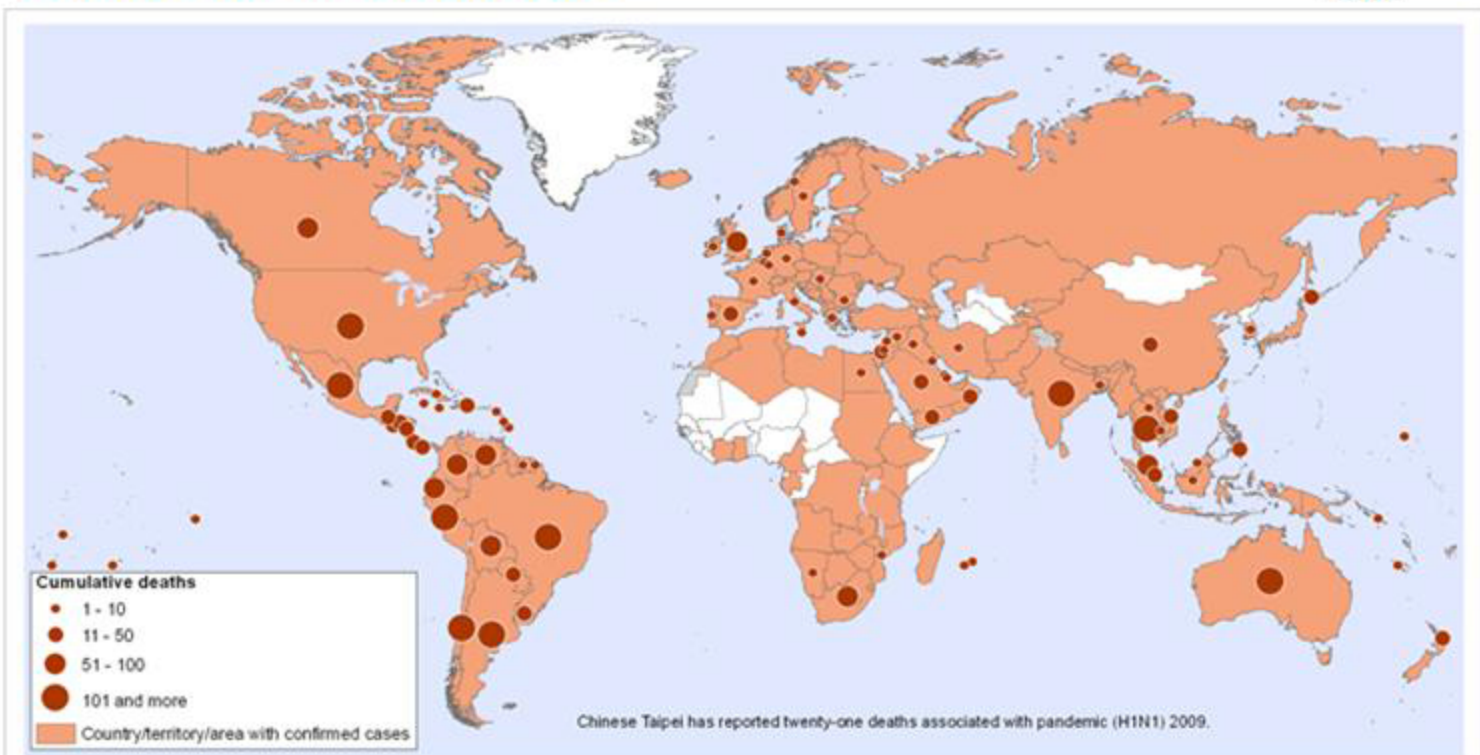 Cumulative deaths
1 - 10
11 - 50
51 - 100
101 and more
Country/territory/area with confirmed cases
Chinese Taipei has reported twenty-one deaths associated with pandemic (H1N1) 2009.